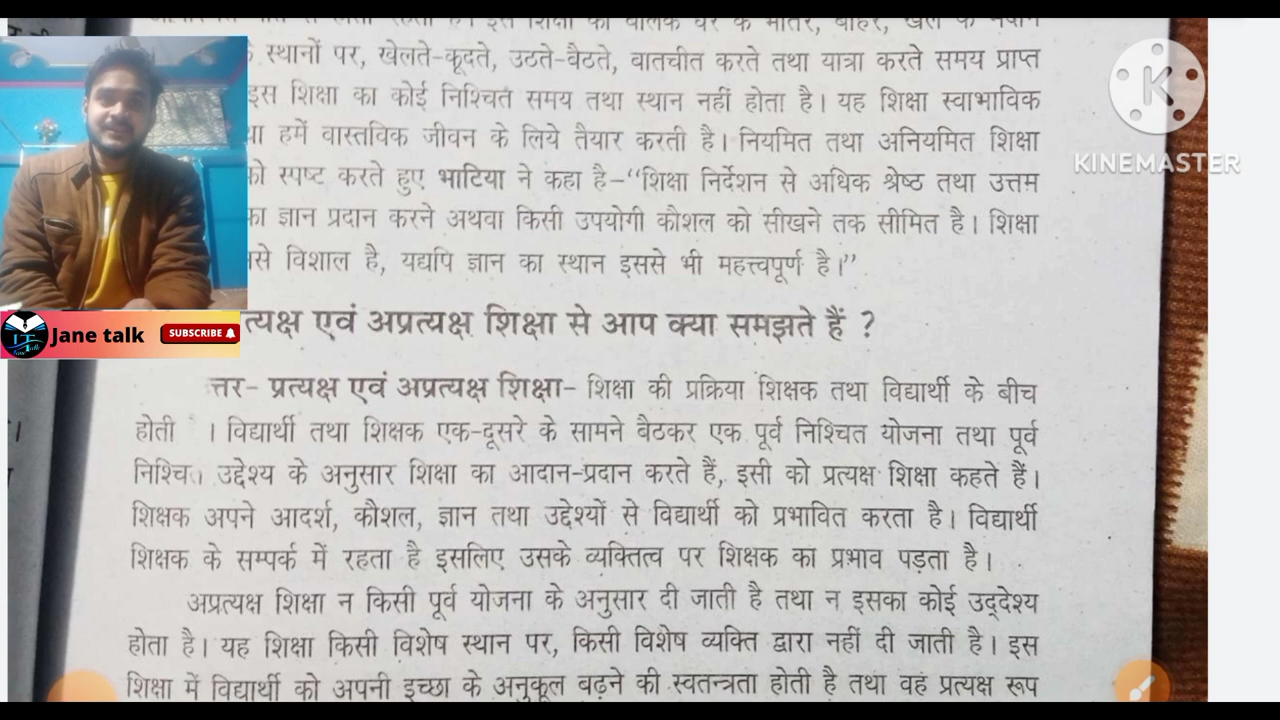 स्थानों पर, खेलते-कूदते, उठते-बैठते, वातचीत करते तथा यात्रा करते समय प्राप्त
इस शिक्षा का कोई निश्चित समय तथा स्थान नहीं होता है। यह शिक्षा स्वाभाविक
हमें वास्तविक जीवन के लिये तैयार करती है। नियमित तथा अनियमित शिक्षा
को स्पष्ट करते हुए भाटिया ने कहा है-“शिक्षा निर्देशन से अधिक श्रेष्ठ तथा उत्तम
का ज्ञान प्रदान करने अथवा किसी उपयोगी कौशल को सीखने तक सीमित है। शिक्षा
से विशाल है, यद्यपि ज्ञान का स्थान इससे भी महत्त्वपूर्ण है।”
त्यक्ष एवं अप्रत्यक्ष शिक्षा से आप क्या समझते हैं ?
त्तर- प्रत्यक्ष एवं अप्रत्यक्ष शिक्षा- शिक्षा की प्रक्रिया शिक्षक तथा विद्यार्थी के बीच
होती । विद्यार्थी तथा शिक्षक एक-दूसरे के सामने बैठकर एक पूर्व निश्चित योजना तथा पूर्व
निश्चित उद्देश्य के अनुसार शिक्षा का आदान-प्रदान करते हैं, इसी को प्रत्यक्ष शिक्षा कहते हैं।
शिक्षक अपने आदर्श, कौशल, ज्ञान तथा उद्देश्यों से विद्यार्थी को प्रभावित करता है। विद्यार्थी
शिक्षक के सम्पर्क में रहता है इसलिए उसके व्यक्तित्व पर शिक्षक का प्रभाव पड़ता है।
अप्रत्यक्ष शिक्षा न किसी पूर्व योजना के अनुसार दी जाती है तथा न इसका कोई उद्देश्य
होता है। यह शिक्षा किसी विशेष स्थान पर, किसी विशेष व्यक्ति द्वारा नहीं दी जाती है। इस
शिक्षा में विद्यार्थी को अपनी इच्छा के अनुकूल बढ़ने की स्वतन्त्रता होती है तथा वह प्रत्यक्ष रूप
Jane talk
SUBSCRIBE
KINEMASTER